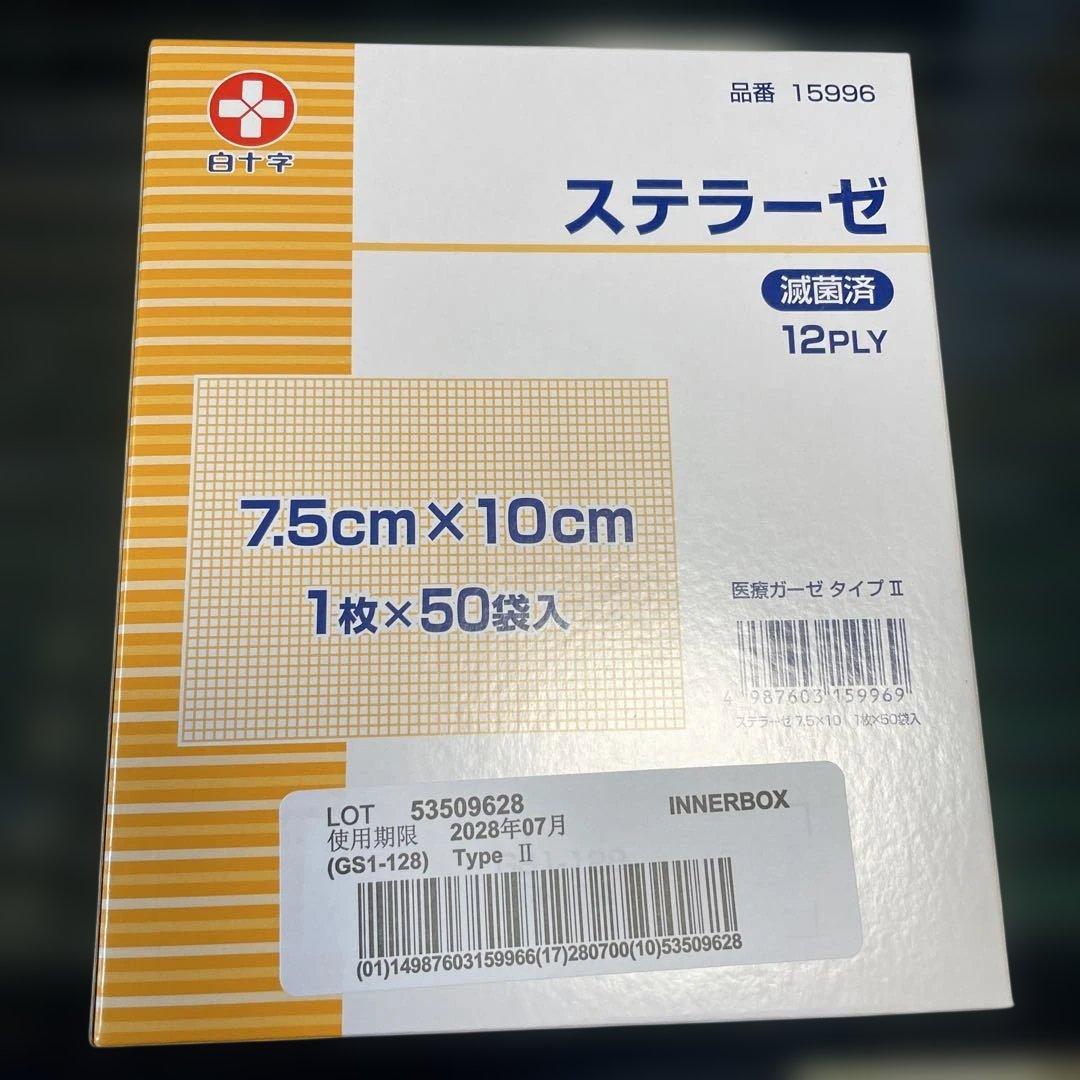 白十字
品番 15996
ステラーゼ
滅菌済
12PLY
7.5cm×10cm
1枚×50袋入
医療ガーゼ タイプⅡ
4 987603 159969
ステラーゼ 7.5×10 1枚×50袋入
LOT 53509628 INNERBOX
使用期限 2028年07月
(GS1-128) Type Ⅱ
(01)14987603159966(17)280700(10)53509628